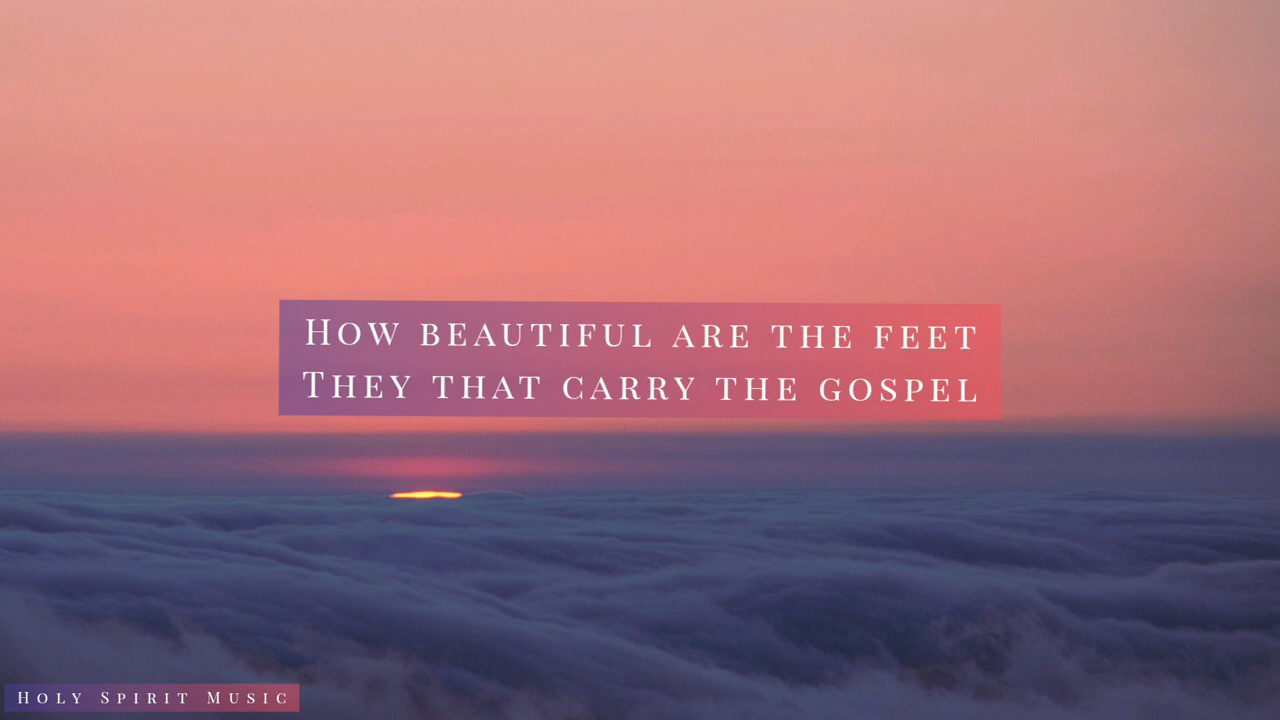 How beautiful are the feet
They that carry the gospel
Holy Spirit Music